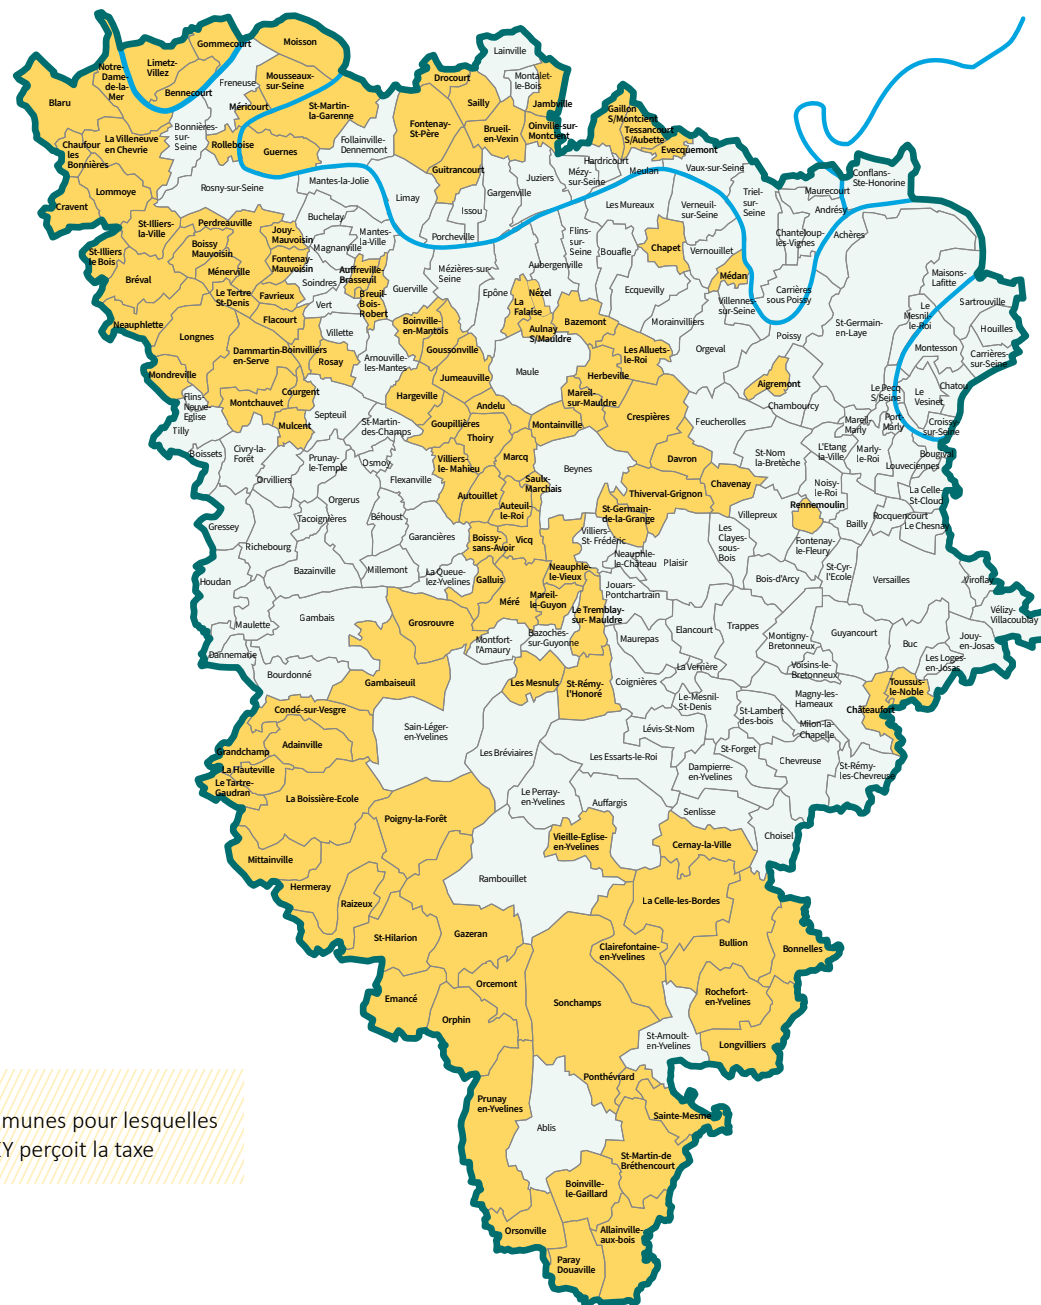 Gommecourt
Moisson
Lainville
Limetz-
Villez
Notre-
Dame-
de-la-
Mer
Bennecourt
Freneuse
Mousseaux-
sur-Seine
Drocourt
Montalet-
le-Bois
Blaru
Méricourt
St-Martin-
la-Garenne
Sailly
Jambville
Gaillon
S/Montcient
Chaufour
les
Bonnières
La Villeneuve
en Chevrie
Bonnières-
sur-
Seine
Rolleboise
Guernes
Follainville-
Dennemont
Fontenay-
St-Père
Brueil-
en-Vexin
Oinville-sur-
Montcient
Tessancourt
S/Aubette
Evecquemont
Lommoye
Cravent
Rosny-sur-Seine
Mantes-la-Jolie
Guitrancourt
Limay
Gargenville
Issou
Porcheville
Juziers
Mézy-
sur-Seine
Hardricourt
Meulan
Vaux-sur-Seine
Les Mureaux
Verneuil-
sur-Seine
Triel-
sur-
Seine
Conflans-
Ste-Honorine
Maurecourt
Andrésy
Chanteloup-
les-Vignes
Achères
St-Illiers-
la-Ville
Perdreauville
Buchelay
Jouy-
Mauvoisin
Magnanville
Mantes-
la-Ville
St-Illiers
le Bois
Boissy
Mauvoisin
Fontenay-
Mauvoisin
Ménerville
Bréval
Soindres
Auffreville-
Brasseuil
Guerville
Mézières-sur-
Seine
Epône
Aubergenville
Flins-
sur-
Seine
Bouafle
Chapet
Vernouillet
Médan
Ecquevilly
Villennes-
sur-Seine
Carrières
sous Poissy
Maisons-
Lafitte
Sartrouville
Le Tertre
St-Denis
Favrieux
Vert
Breuil-
Bois-
Robert
La
Falaise
Nézel
Neauphlette
Flacourt
Villette
Boinville-
en-Mantois
Aulnay
S/Mauldre
Bazemont
Morainvilliers
Poissy
St-Germain-
en-Laye
Le
Mesnil-
le-Roi
Houilles
Longnes
Dammartin-
en-Serve
Boinvilliers
Rosay
Arnouville-
les-Mantes
Goussonville
Maule
Les Alluets-
le-Roi
Orgeval
Montesson
Carrières-
sur-Seine
Mondreville
Jumeauville
Herbeville
Aigremont
Chambourcy
Le Pecq
S/Seine
Le
Vesinet
Chatou
Flins-
Neuve-
Eglise
Montchauvet
Courgent
Hargeville
Andelu
Mareil-
sur-Mauldre
Crespières
Feucherolles
Mareil-
Marly
Port-
Marly
Croissy-
sur-Seine
Tilly
Mulcent
Septeuil
St-Martin-
des-Champs
Goupillères
Thoiry
Montainville
Boissets
Civry-la-
Forêt
Prunay-
le-Temple
Osmoy
Villiers-
le- Mahieu
Marcq
Beynes
Davron
St-Nom
la-Bretèche
L'Etang
la-Ville
Marly-
le-Roi
Bougival
Louveciennes
Orvilliers
Flexanville
Saulx-
Marchais
Chavenay
Noisy-
le-Roi
La Celle-
St-Cloud
Orgerus
Autouillet
Auteuil-
le-Roi
Thiverval-Grignon
Rennemoulin
Rocquencourt
Le Chesnay
Gressey
Tacoignières
Béhoust
Garancières
St-Germain-
de-la-Grange
Villepreux
Bailly
Richebourg
Boissy-
sans-Avoir
Vicq
Villiers-
St- Frédéric
Neauphle-
le-Château
Plaisir
Les
Clayes-
sous-
Bois
Fontenay-
le-Fleury
Houdan
Bazainville
Millemont
La Queue-
lez-Yvelines
Galluis
Neauphle-
le-Vieux
Jouars-
Pontchartrain
Bois-d'Arcy
St-Cyr-
l'Ecole
Versailles
Viroflay
Méré
Mareil-
le-Guyon
Le Tremblay-
sur- Mauldre
Vélizy-
Villacoublay
Maulette
Gambais
Grosrouvre
Montfort-
l'Amaury
Bazoches-
sur-Guyonne
Maurepas
Elancourt
Trappes
Montigny-
Bretonneux
Guyancourt
Buc
Jouy-
en-Josas
Dannemarie
Les Loges-
en-Josas
Bourdonné
Gambaiseuil
Les Mesnuls
St-Rémy-
l'Honoré
Coignières
La Verrière
Voisins-le-
Bretonneux
Toussus-
le-Noble
Condé-sur-Vesgre
Sain-Léger-
en-Yvelines
Le-Mesnil-
St-Denis
Magny-les-
Hameaux
Châteaufort
St-Lambert
des-bois
Milon-la-
Chapelle
Adainville
Grandchamp
Les Bréviaires
Lévis-St-Nom
Les Essarts-le-Roi
St-Forget
Chevreuse
St-Rémy-
les-Chevreuse
La Hauteville
Le Tartre-
Gaudran
Dampierre-
en-Yvelines
La Boissière-Ecole
Poigny-la-Forêt
Le Perray-
en-Yvelines
Auffargis
Senlisse
Choisel
Vieille-Eglise-
en-Yvelines
Cernay-la-Ville
Mittainville
Rambouillet
Hermeray
Raizeux
La Celle-les-Bordes
St-Hilarion
Gazeran
Clairefontaine-
en-Yvelines
Bullion
Bonnelles
Emancé
Orcemont
Sonchamps
Rochefort-
en-Yvelines
Orphin
St-Arnoult-
en-Yvelines
Longvilliers
Ponthévrard
Prunay
en-Yvelines
Sainte-Mesme
Ablis
munes pour lesquelles
Y perçoit la taxe
St-Martin-de
Bréthencourt
Boinville-
le-Gaillard
Orsonville
Allainville-
aux-bois
Paray
Douaville